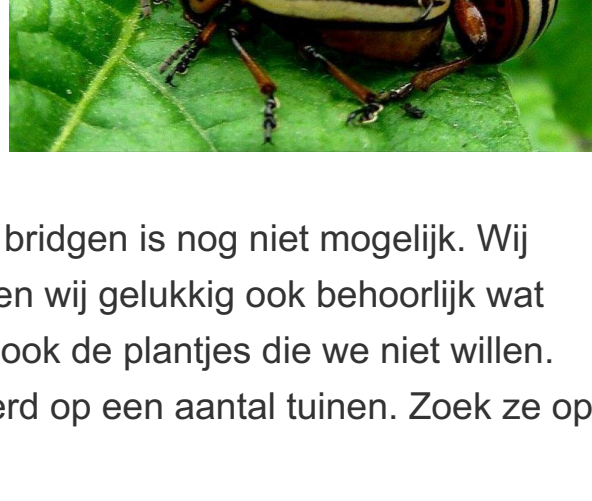 bridgen is nog niet mogelijk. Wij
en wij gelukkig ook behoorlijk wat
ook de plantjes die we niet willen.
erd op een aantal tuinen. Zoek ze op